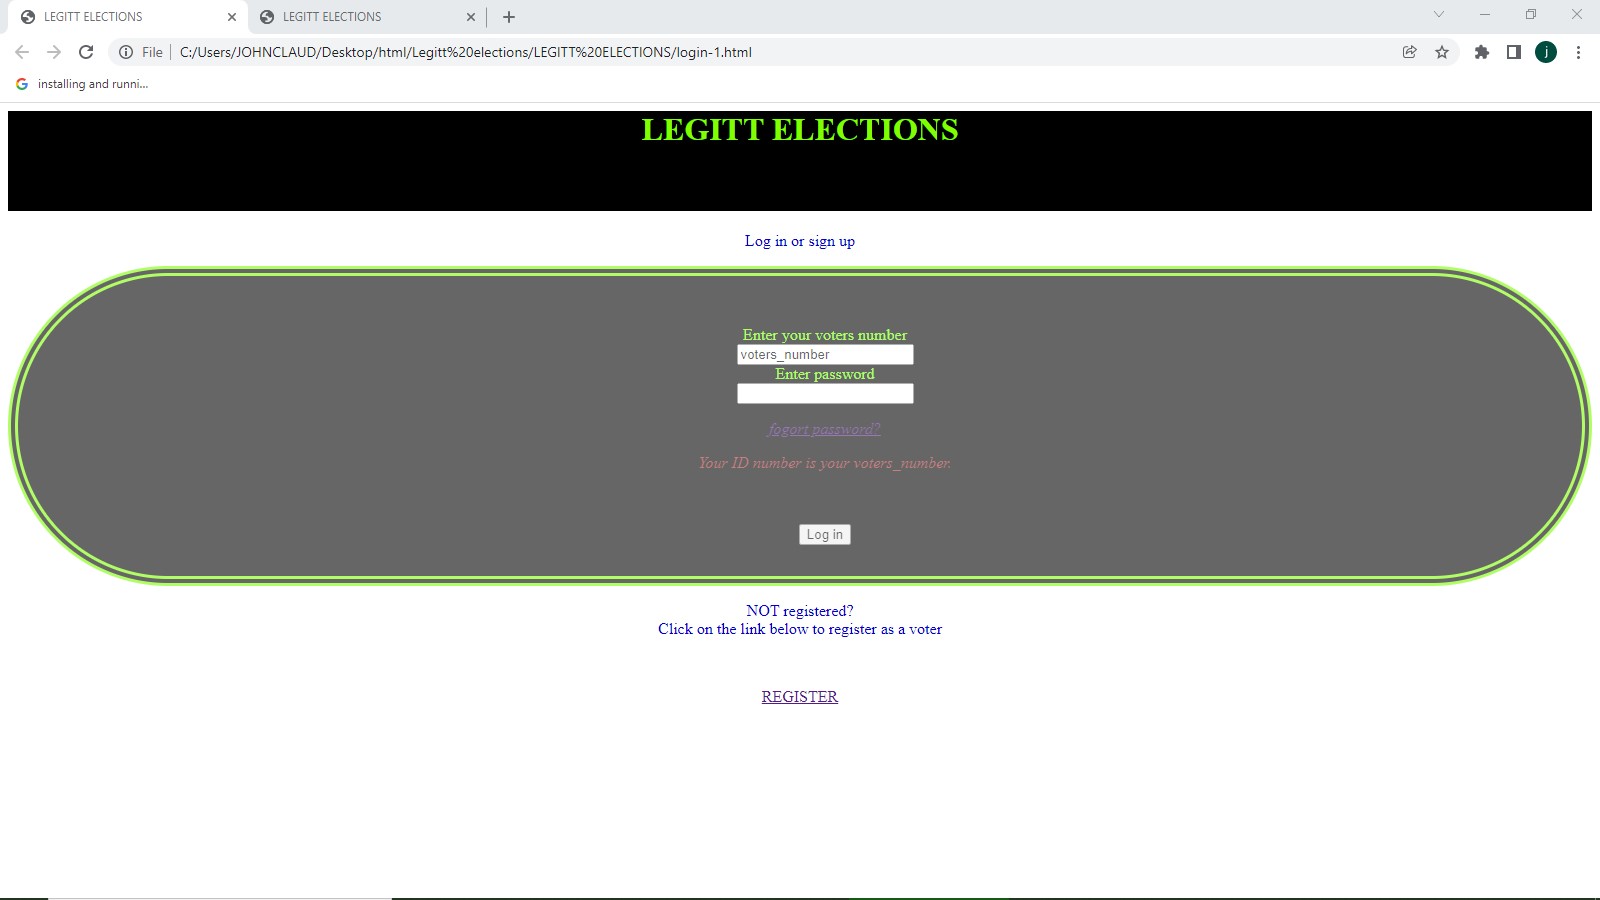 LEGITT ELECTIONS
LEGITT ELECTIONS
File
C:/Users/JOHNCLAUD/Desktop/html/Legitt%20elections/LEGITT%20ELECTIONS/login-1.html
j
installing and runni...
LEGITT ELECTIONS
Log in or sign up
Enter your voters number
voters_number
Enter password
fogort password?
Your ID number is your voters_number.
Log in
NOT registered?
Click on the link below to register as a voter
REGISTER